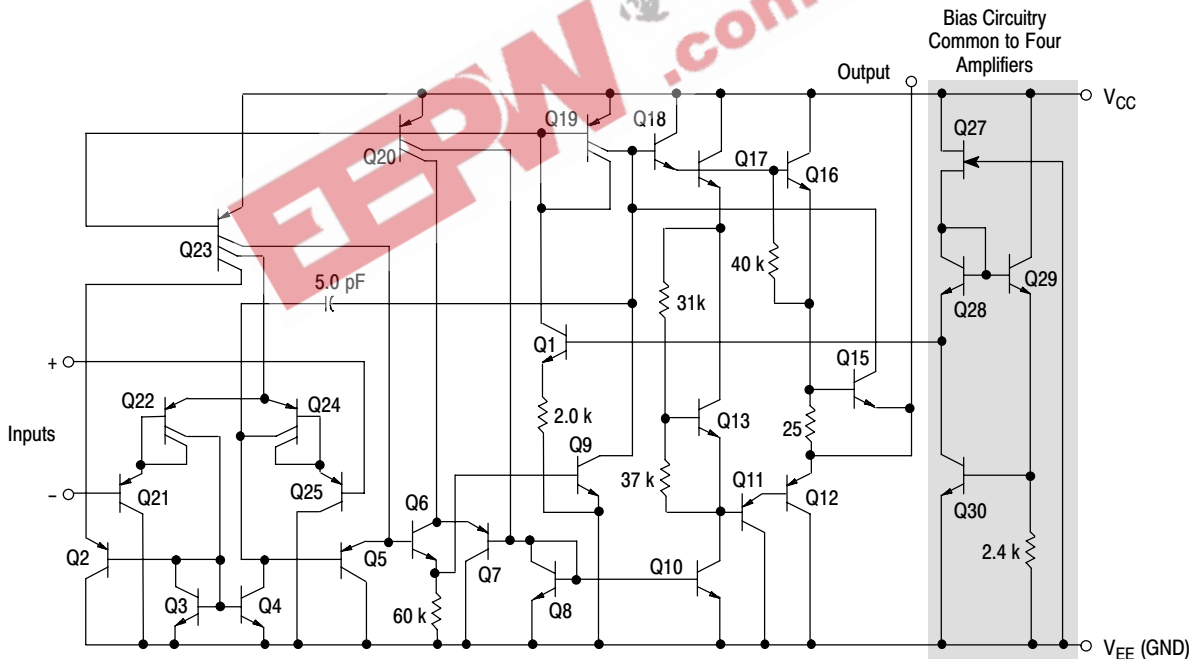 Bias Circuitry
Common to Four
Amplifiers
Output
VCC
EEPW.com
Q19
Q18
Q27
Q20
Q17
Q16
Q23
5.0 pF
40 k
31k
Q28
Q29
Q1
Q15
+
Q22
Q24
2.0 k
Q13
25
Inputs
Q9
37 k
Q11
−
Q21
Q25
Q6
Q12
Q30
Q2
Q5
Q7
Q10
2.4 k
Q3
Q4
60 k
Q8
VEE (GND)